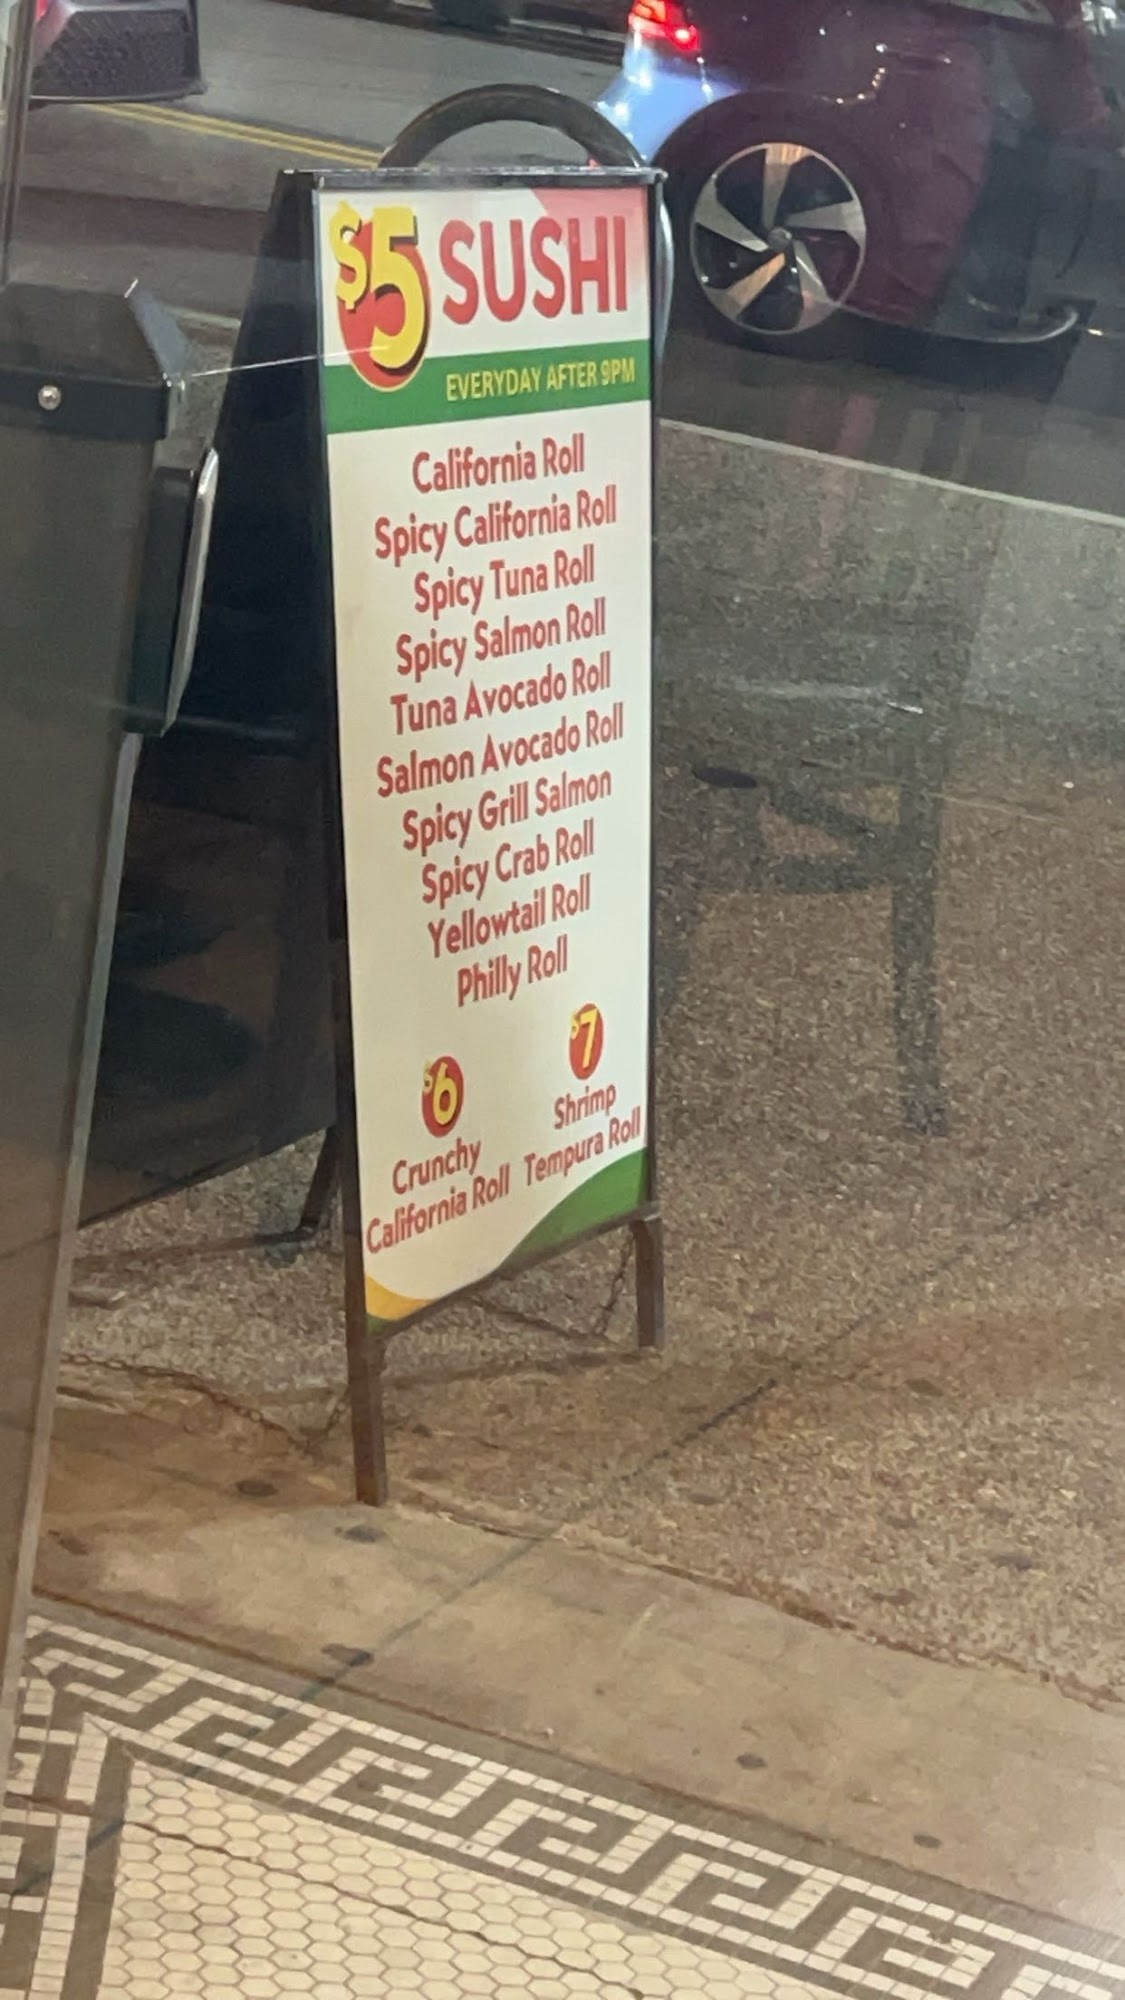 $5 SUSHI
EVERYDAY AFTER 9PM
California Roll
Spicy California Roll
Spicy Tuna Roll
Spicy Salmon Roll
Tuna Avocado Roll
Salmon Avocado Roll
Spicy Grill Salmon
Spicy Crab Roll
Yellowtail Roll
Philly Roll
$6
Crunchy
California Roll
$7
Shrimp
Tempura Roll